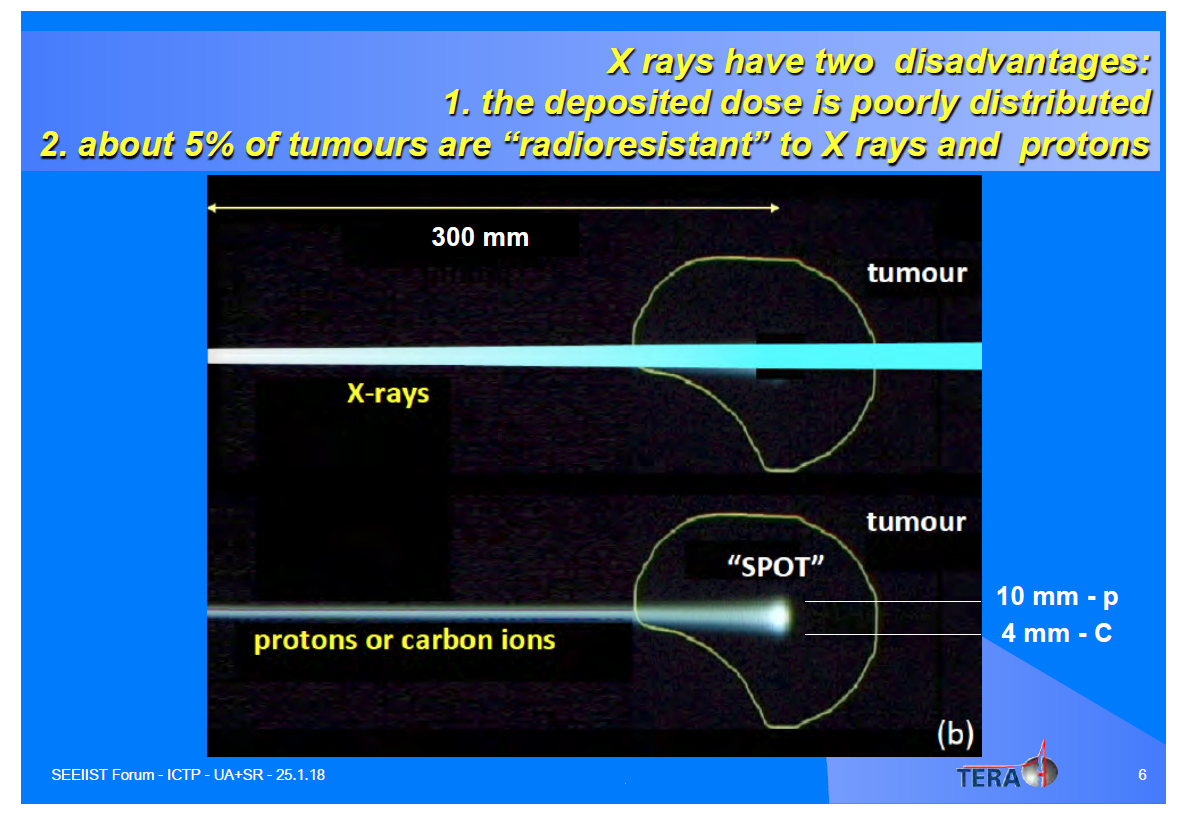 X rays have two disadvantages:
1. the deposited dose is poorly distributed
2. about 5% of tumours are “radioresistant” to X rays and protons
300 mm
tumour
X-rays
tumour
“SPOT”
10 mm - p
4 mm - C
protons or carbon ions
(b)
SEEIIST Forum - ICTP - UA+SR - 25.1.18
TERA
6